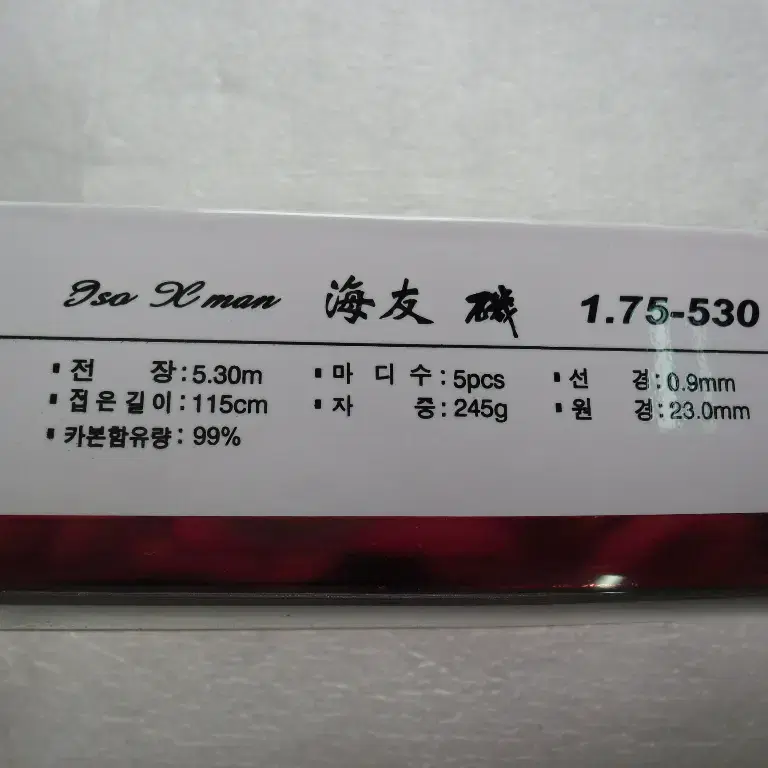 Iso X man 海友 磯 1.75-530
▪ 전 장 : 5.30m ▪ 마 디 수 : 5pcs ▪ 선 경 : 0.9mm
▪ 접은길이 : 115cm ▪ 자 중 : 245g ▪ 원 경 : 23.0mm
▪ 카본함유량 : 99%